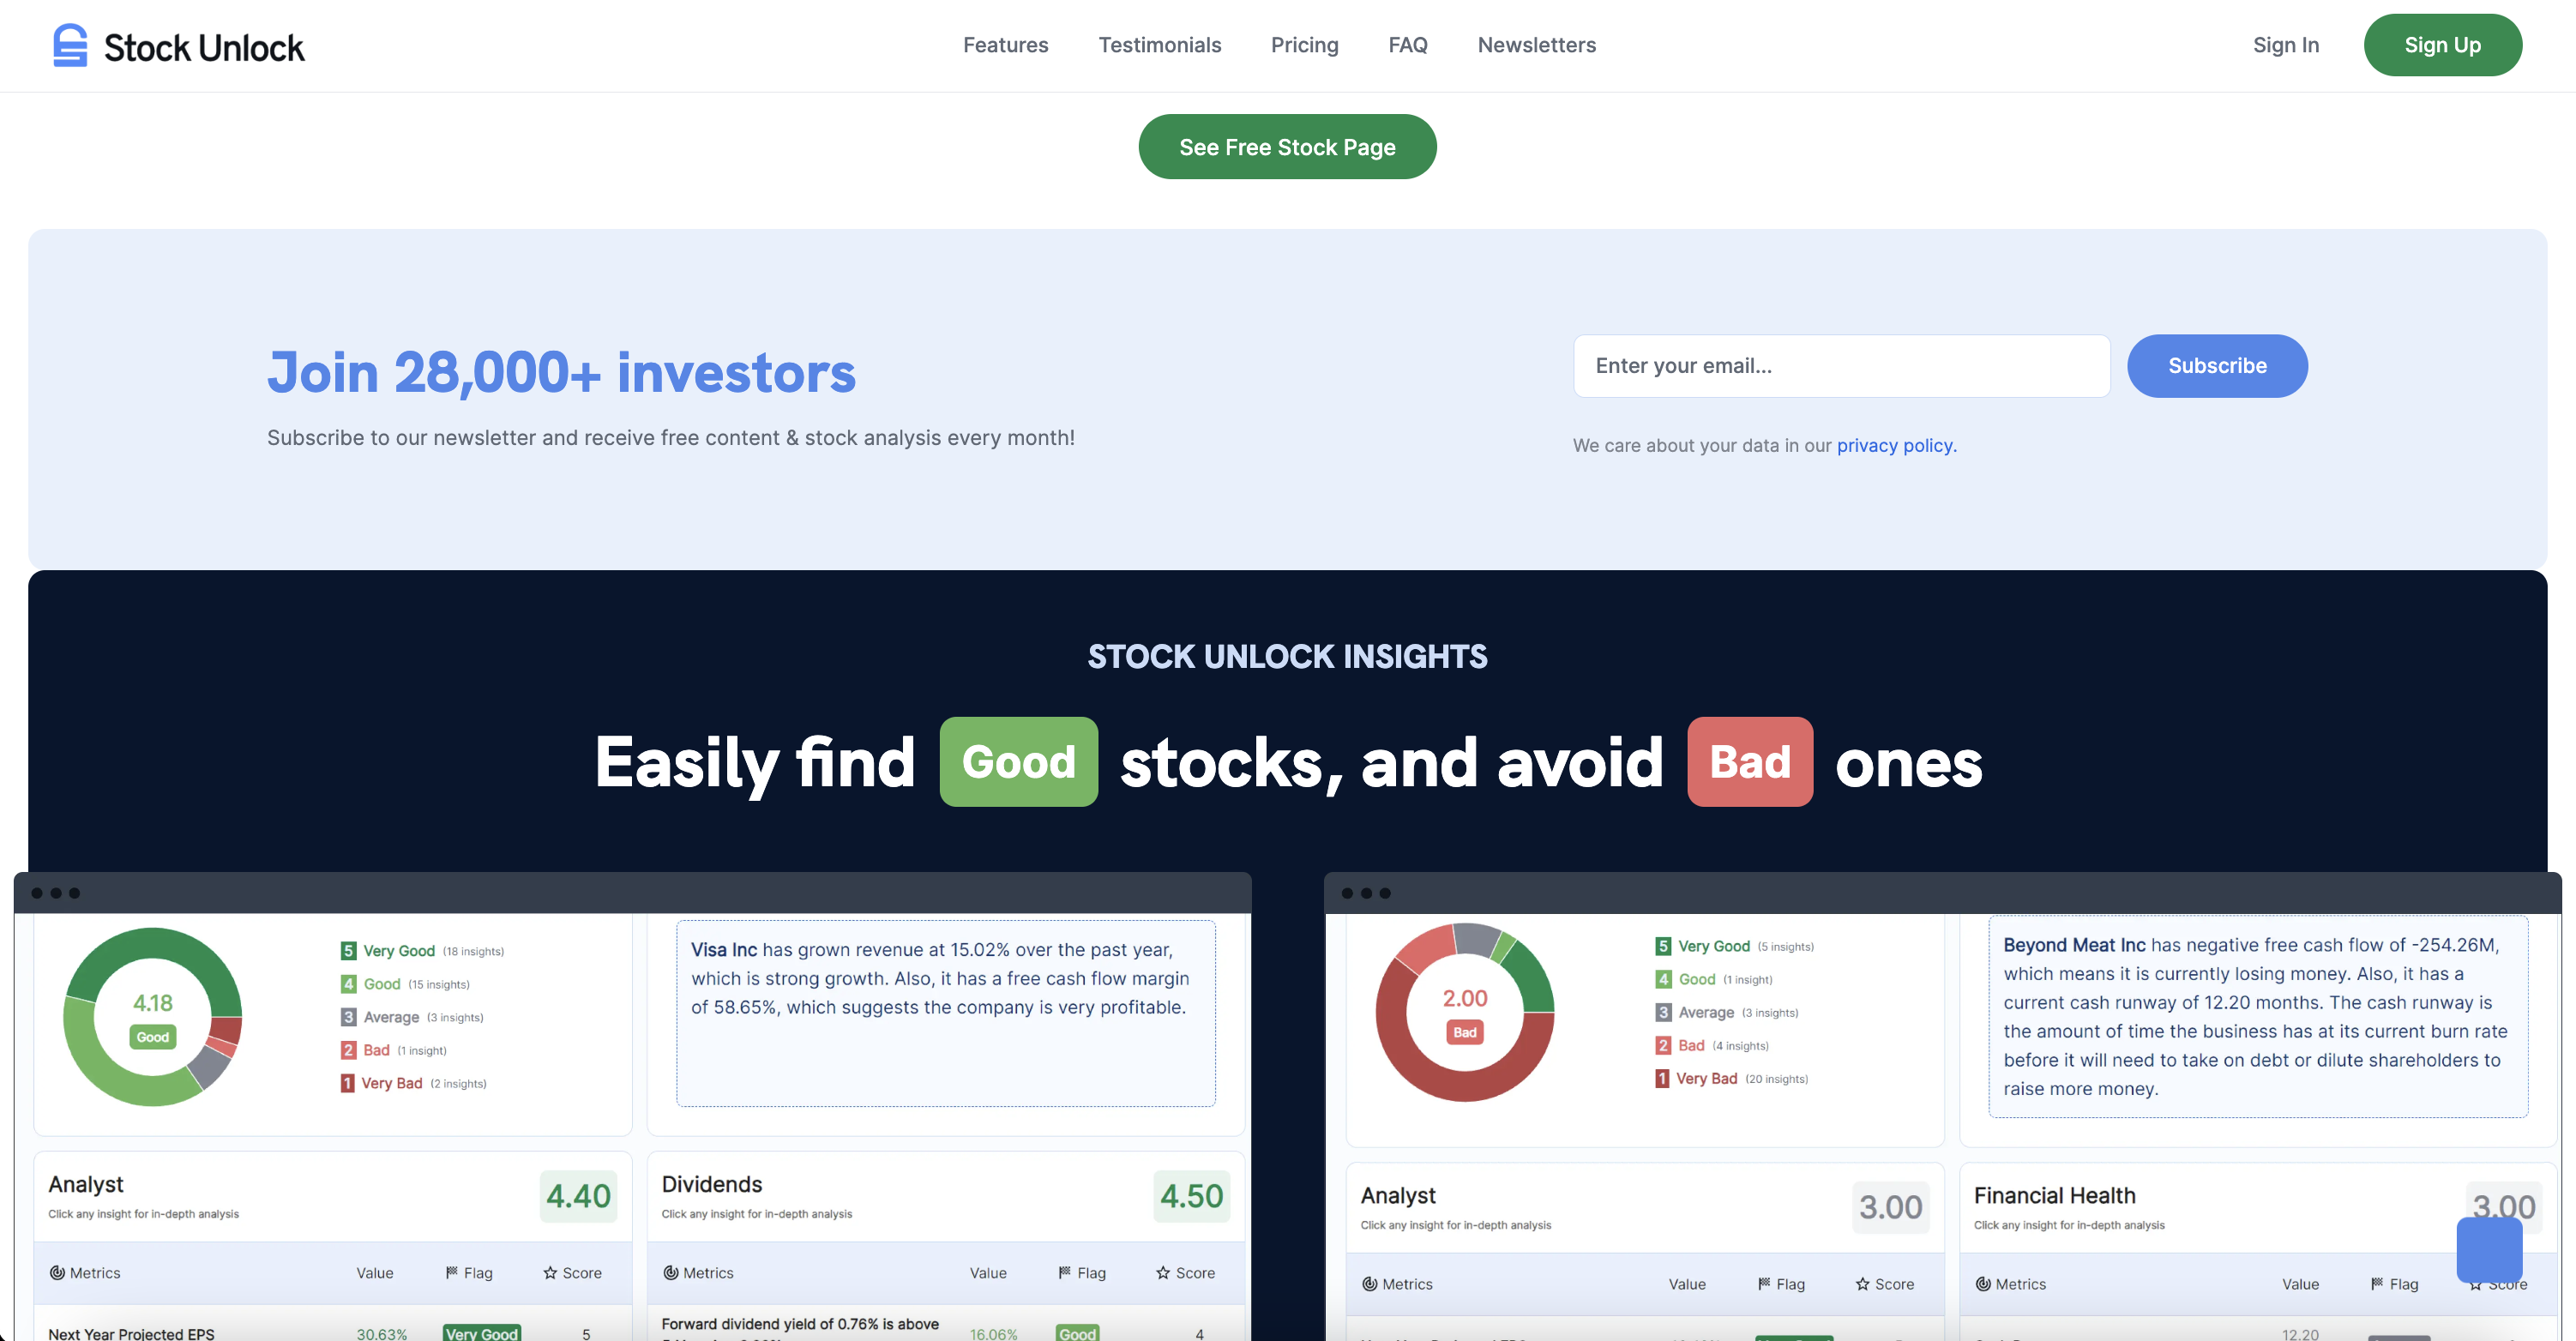 Stock Unlock
Features
Testimonials
Pricing
FAQ
Newsletters
Sign In
Sign Up
See Free Stock Page
Join 28,000+ investors
Subscribe to our newsletter and receive free content & stock analysis every month!
Enter your email...
Subscribe
We care about your data in our privacy policy.
STOCK UNLOCK INSIGHTS
Easily find Good stocks, and avoid Bad ones
4.18
Good
5 Very Good (18 insights)
4 Good (15 insights)
3 Average (3 insights)
2 Bad (1 insight)
1 Very Bad (2 insights)
Visa Inc has grown revenue at 15.02% over the past year,
which is strong growth. Also, it has a free cash flow margin
of 58.65%, which suggests the company is very profitable.
Analyst
4.40
Click any insight for in-depth analysis
Metrics Value Flag Score
Next Year Projected EPS 30.63% Very Good 5
Dividends
4.50
Click any insight for in-depth analysis
Metrics Value Flag Score
Forward dividend yield of 0.76% is above
16.06% Good 4
2.00
Bad
5 Very Good (5 insights)
4 Good (1 insight)
3 Average (3 insights)
2 Bad (4 insights)
1 Very Bad (20 insights)
Beyond Meat Inc has negative free cash flow of -254.26M,
which means it is currently losing money. Also, it has a
current cash runway of 12.20 months. The cash runway is
the amount of time the business has at its current burn rate
before it will need to take on debt or dilute shareholders to
raise more money.
Analyst
3.00
Click any insight for in-depth analysis
Metrics Value Flag Score
Financial Health
3.00
Click any insight for in-depth analysis
Metrics Value Flag Score
12.20